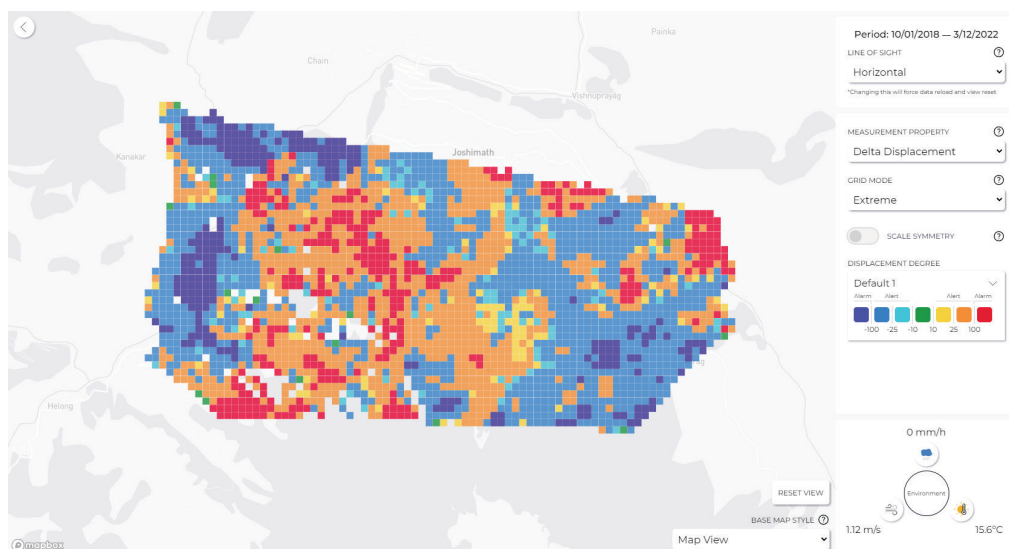 Painka
Chain
Vishnuprayag
Joshimath
Kanakar
Helong
mapbox
RESET VIEW
BASE MAP STYLE ?
Map View
Period: 10/01/2018 — 3/12/2022
LINE OF SIGHT ?
Horizontal
*Changing this will force data reload and view reset
MEASUREMENT PROPERTY ?
Delta Displacement
GRID MODE ?
Extreme
SCALE SYMMETRY ?
DISPLACEMENT DEGREE
Default 1
Alarm Alert Alert Alarm
-100 -25 -10 10 25 100
0 mm/h
Environment
1.12 m/s 15.6°C